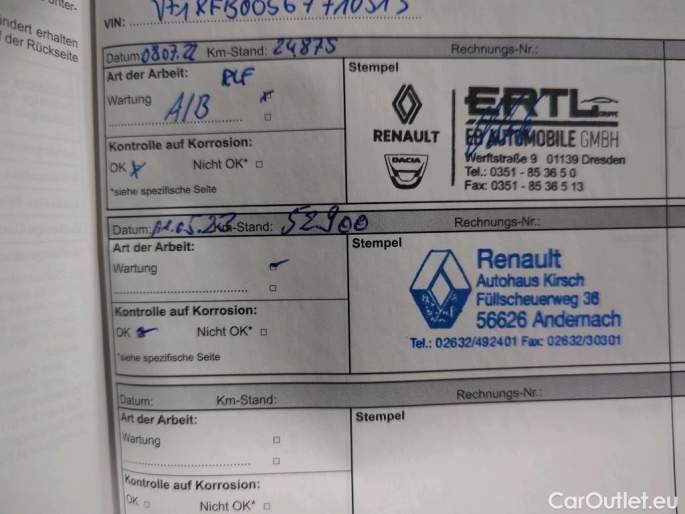 unter-
ändert erhalten
f der Rückseite
VIN:
Datum: 08.07.22 Km-Stand: 24875 Rechnungs-Nr.:
Art der Arbeit:
Wartung A/B
Stempel
RENAULT
DACIA
ERTL
EB AUTOMOBILE GMBH
Werftstraße 9 01139 Dresden
Tel.: 0351 - 85 36 5 0
Fax: 0351 - 85 36 5 13
Kontrolle auf Korrosion:
OK Nicht OK*
*siehe spezifische Seite
Datum: Km-Stand: 52900 Rechnungs-Nr.:
Art der Arbeit:
Wartung
Stempel
Renault
Autohaus Kirsch
Füllscheuerweg 36
56626 Andernach
Tel.: 02632/492401 Fax: 02632/30301
Kontrolle auf Korrosion:
OK Nicht OK*
*siehe spezifische Seite
Datum: Km-Stand: Rechnungs-Nr.:
Art der Arbeit:
Wartung
Stempel
Kontrolle auf Korrosion:
OK Nicht OK*
CarOutlet.eu